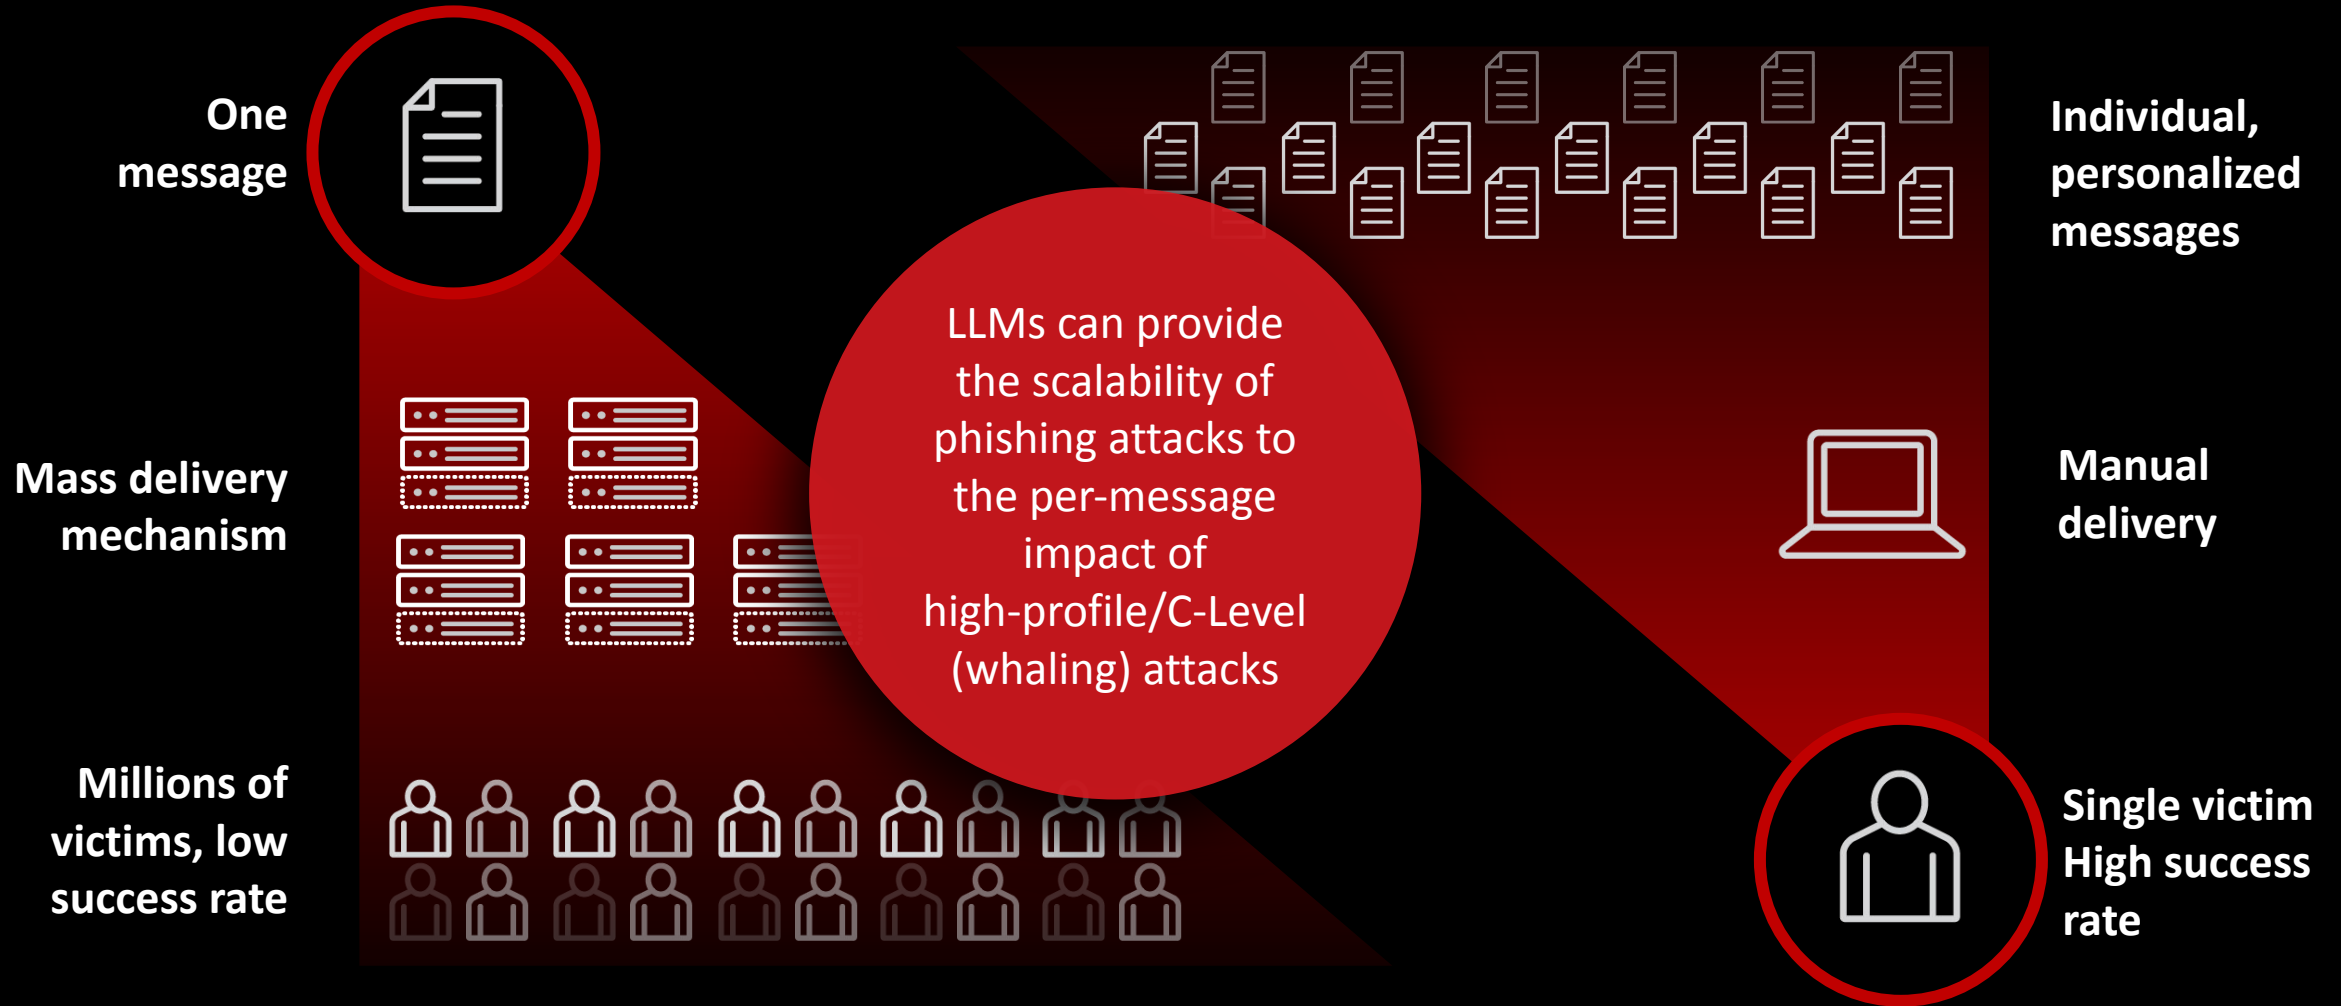 One
message
Mass delivery
mechanism
Millions of
victims, low
success rate
LLMs can provide
the scalability of
phishing attacks to
the per-message
impact of
high-profile/C-Level
(whaling) attacks
Individual,
personalized
messages
Manual
delivery
Single victim
High success
rate